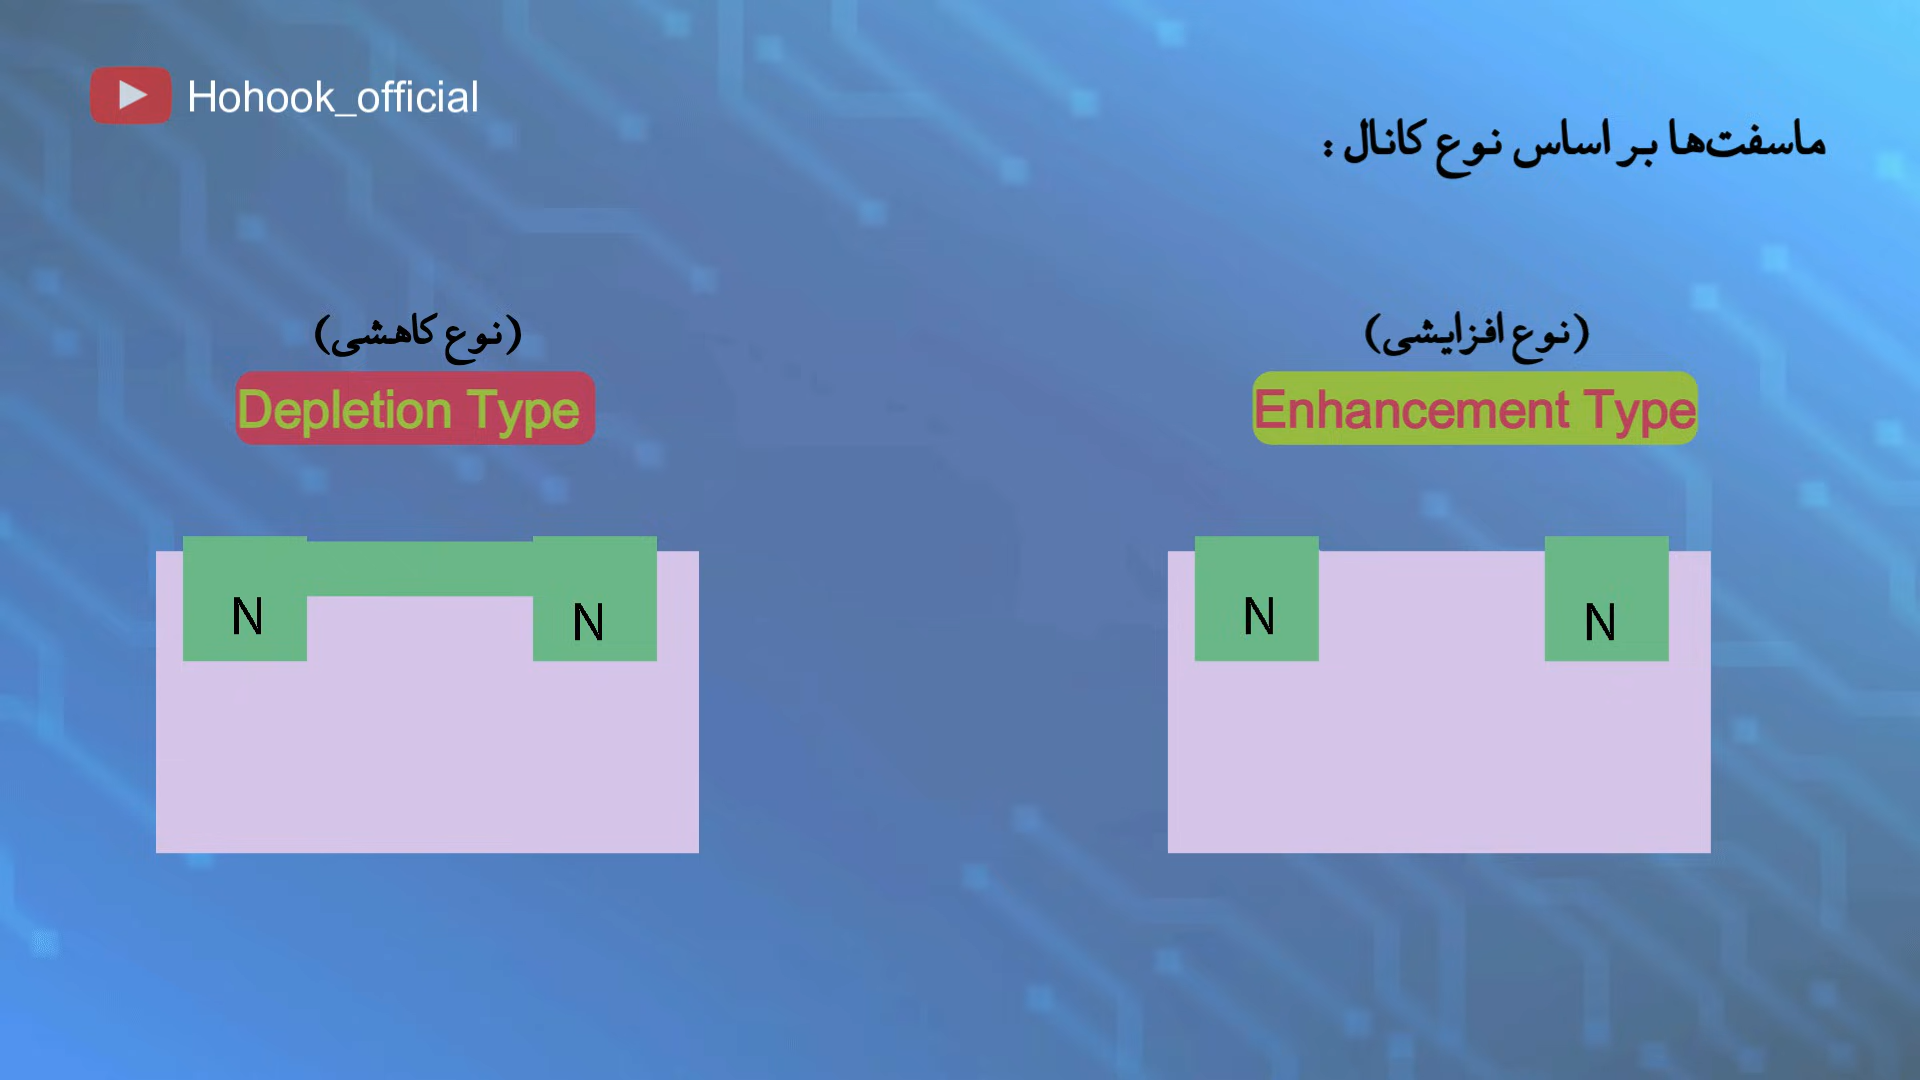 Hohook_official
ماسفت‌ها بر اساس نوع کانال :
(نوع افزایشی)
Enhancement Type
N
N
(نوع کاهشی)
Depletion Type
N
N